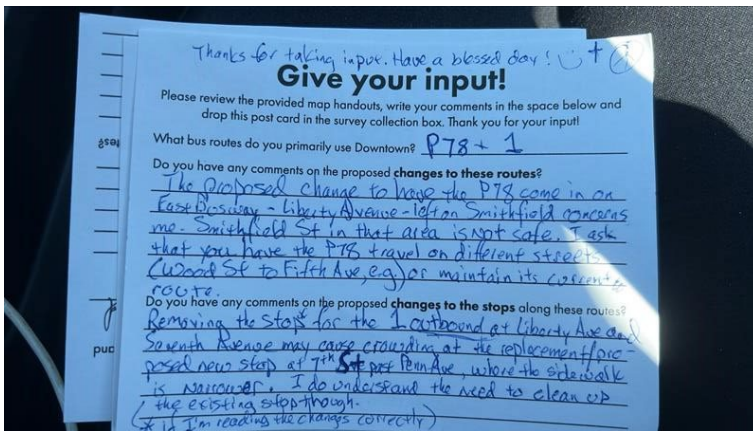 Thanks for taking input. Have a blessed day!
Give your input!
Please review the provided map handouts, write your comments in the space below and
drop this post card in the survey collection box. Thank you for your input!
What bus routes do you primarily use Downtown? P78 + 1
Do you have any comments on the proposed changes to these routes?
The proposed change to have the P78 come in on
East Busway - Liberty Avenue - left on Smithfield concerns
me. Smithfield St in that area is not safe. I ask
that you have the P78 travel on different streets
(Wood St to Fifth Ave, e.g.) or maintain its current
route.
Do you have any comments on the proposed changes to the stops along these routes?
Removing the stop* for the 1 outbound at Liberty Ave and
Seventh Avenue may cause crowding at the replacement/pro-
posed new stop at 7th St past Penn Ave, where the sidewalk
is narrower. I do understand the need to clean up
the existing stop though.
(* if I'm reading the changes correctly)